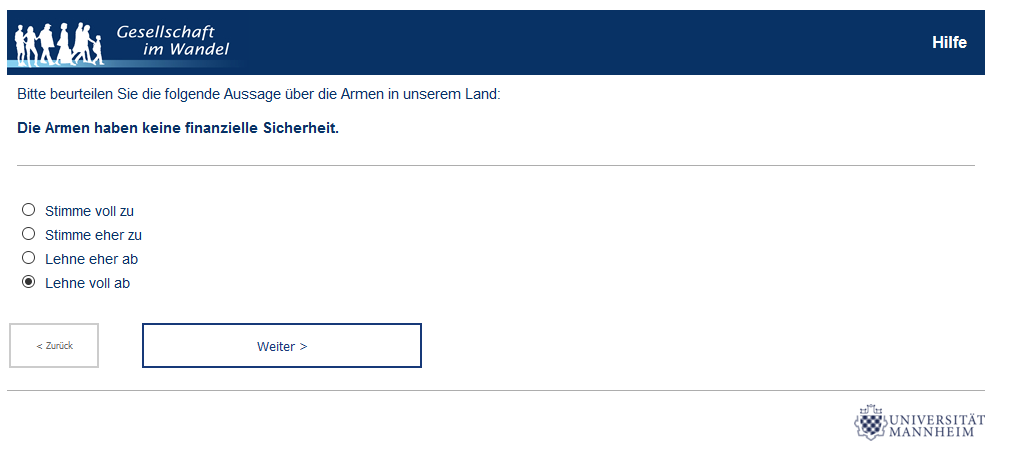 Gesellschaft
im Wandel
Hilfe
Bitte beurteilen Sie die folgende Aussage über die Armen in unserem Land:
Die Armen haben keine finanzielle Sicherheit.
Stimme voll zu
Stimme eher zu
Lehne eher ab
Lehne voll ab
< Zurück
Weiter >
UNIVERSITÄT
MANNHEIM